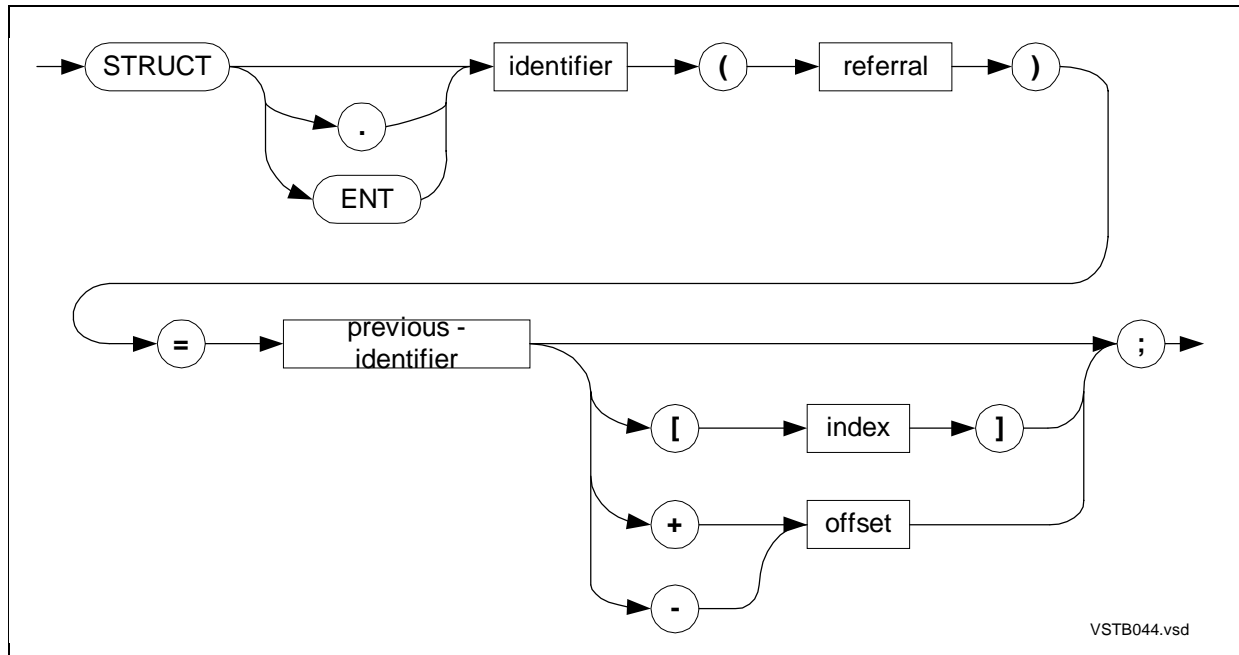 STRUCT
.
ENT
identifier
(
referral
)
=
previous -
identifier
[
index
]
+
-
offset
;
VSTB044.vsd